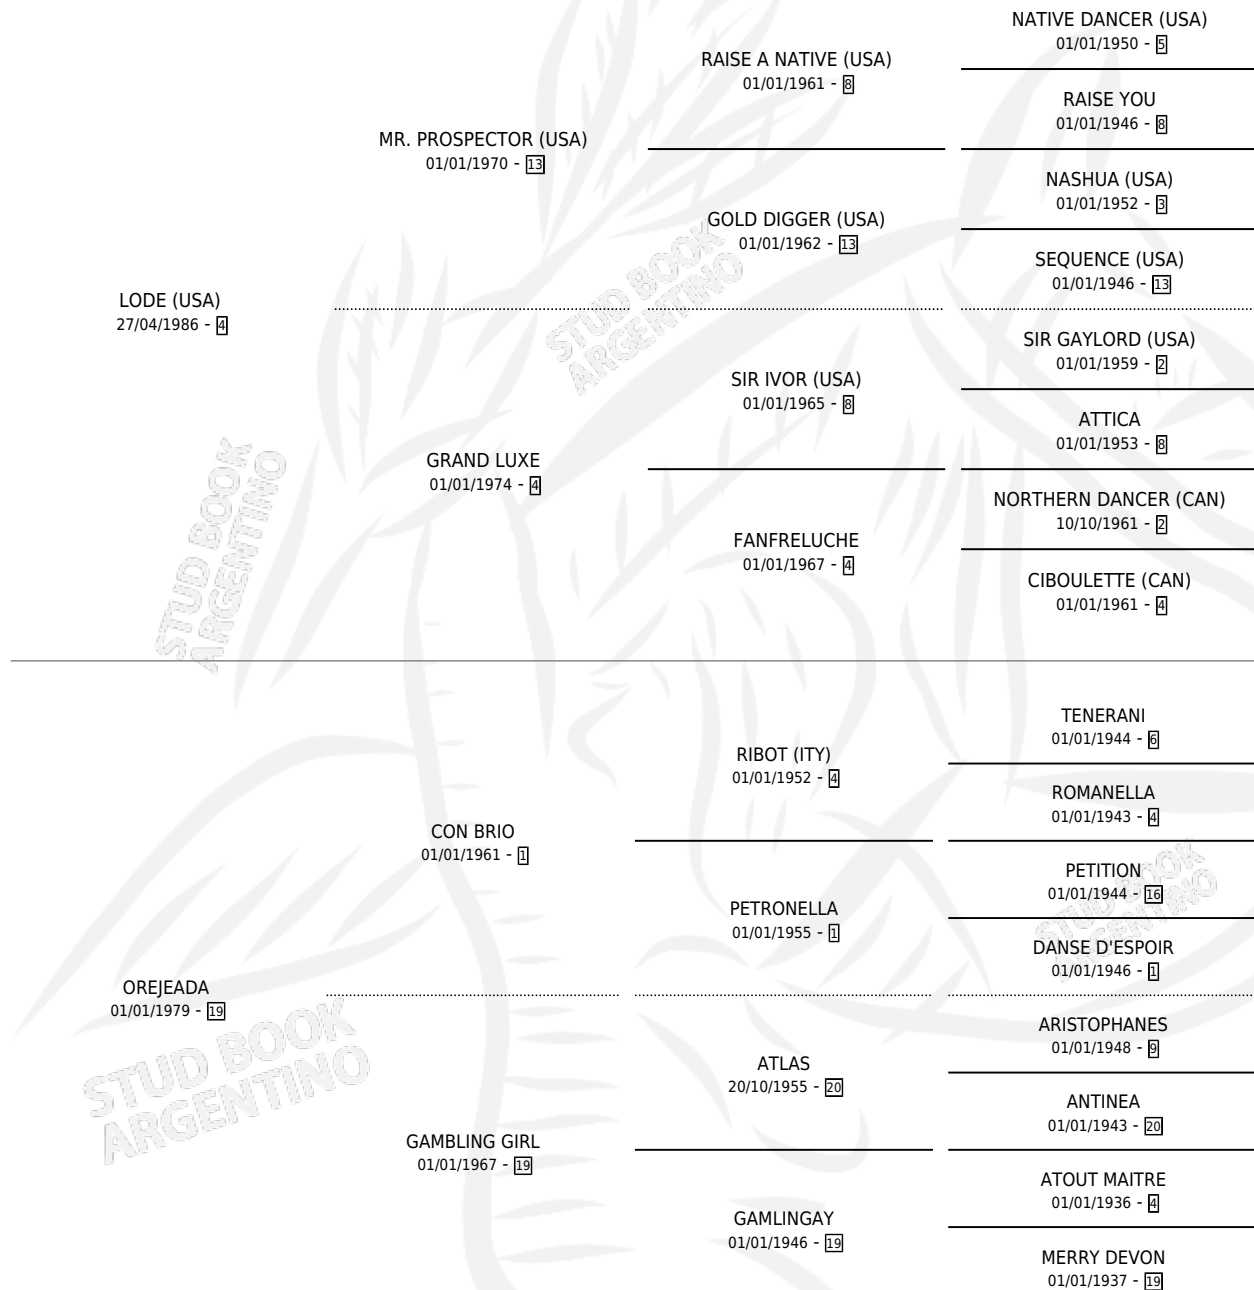 NATIVE DANCER (USA)
01/01/1950 - 5
RAISE A NATIVE (USA)
01/01/1961 - 8
RAISE YOU
01/01/1946 - 8
MR. PROSPECTOR (USA)
01/01/1970 - 13
NASHUA (USA)
01/01/1952 - 3
GOLD DIGGER (USA)
01/01/1962 - 13
SEQUENCE (USA)
01/01/1946 - 13
LODE (USA)
27/04/1986 - 4
SIR GAYLORD (USA)
01/01/1959 - 2
SIR IVOR (USA)
01/01/1965 - 8
ATTICA
01/01/1953 - 8
GRAND LUXE
01/01/1974 - 4
NORTHERN DANCER (CAN)
10/10/1961 - 2
FANFRELUCHE
01/01/1967 - 4
CIBOULETTE (CAN)
01/01/1961 - 4
TENERANI
01/01/1944 - 6
RIBOT (ITY)
01/01/1952 - 4
ROMANELLA
01/01/1943 - 4
CON BRIO
01/01/1961 - 1
PETITION
01/01/1944 - 16
PETRONELLA
01/01/1955 - 1
DANSE D'ESPOIR
01/01/1946 - 1
OREJEADA
01/01/1979 - 19
ARISTOPHANES
01/01/1948 - 9
ATLAS
20/10/1955 - 20
ANTINEA
01/01/1943 - 20
GAMBLING GIRL
01/01/1967 - 19
ATOUT MAITRE
01/01/1936 - 4
GAMLINGAY
01/01/1946 - 19
MERRY DEVON
01/01/1937 - 19
STUD BOOK
ARGENTINO
STUD BOOK
ARGENTINO
STUD BOOK
ARGENTINO
STUD BOOK
ARGENTINO